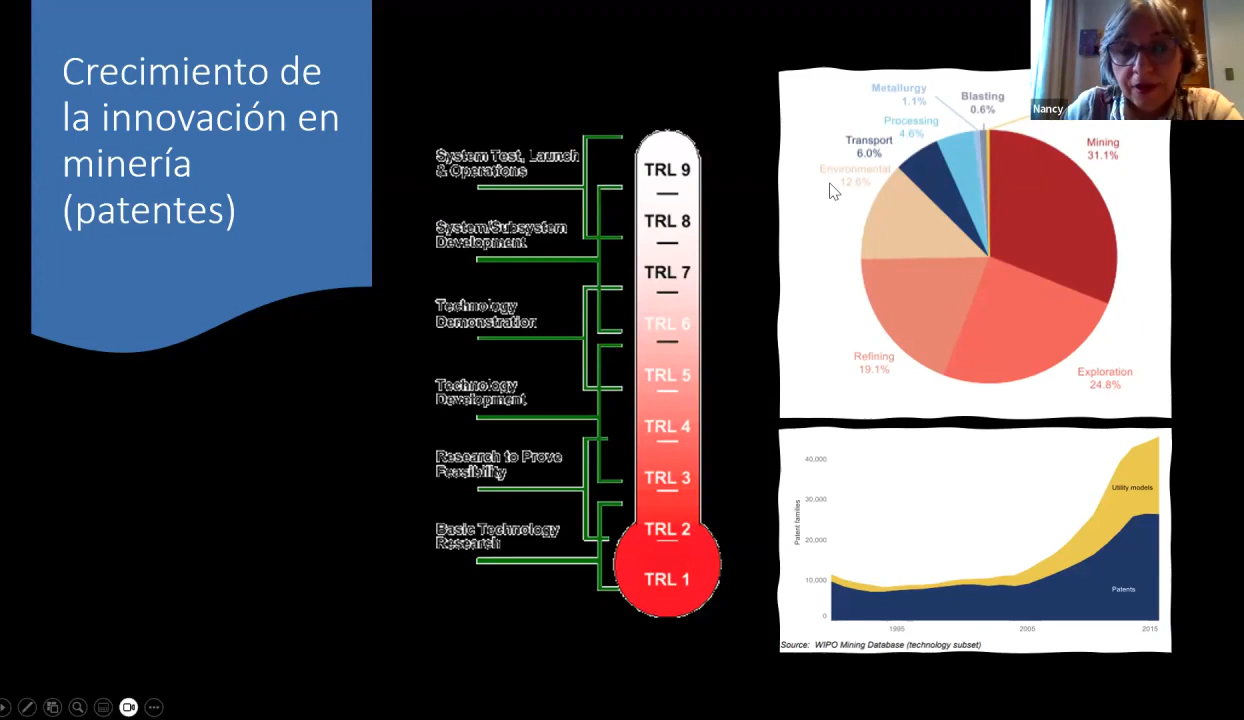 Crecimiento de
la innovación en
minería
(patentes)
System Test, Launch
& Operations
System/Subsystem
Development
Technology
Demonstration
Technology
Development
Research to Prove
Feasibility
Basic Technology
Research
TRL 9
TRL 8
TRL 7
TRL 6
TRL 5
TRL 4
TRL 3
TRL 2
TRL 1
Metallurgy
1.1%
Blasting
0.6%
Processing
4.6%
Transport
6.0%
Environmental
12.6%
Mining
31.1%
Refining
19.1%
Exploration
24.8%
Nancy
Patent families
40,000
30,000
20,000
10,000
0
Utility models
Patents
1995
2005
2015
Source: WIPO Mining Database (technology subset)